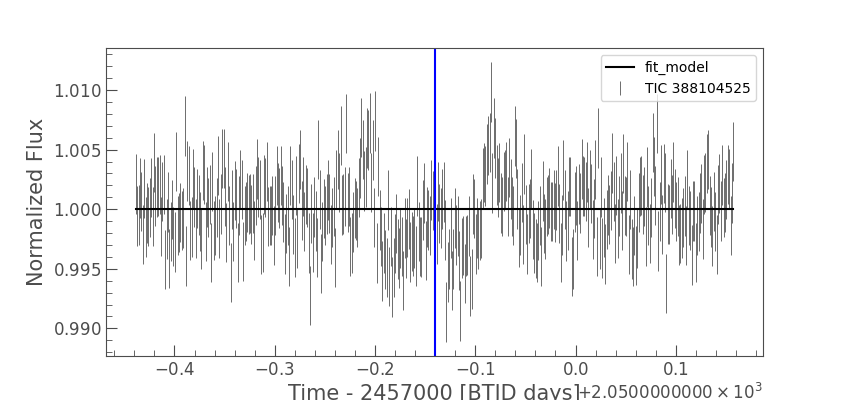 fit_model
TIC 388104525
Normalized Flux
1.010
1.005
1.000
0.995
0.990
−0.4
−0.3
−0.2
−0.1
0.0
0.1
Time - 2457000 [BTJD days]
+2.0500000000 × 10³